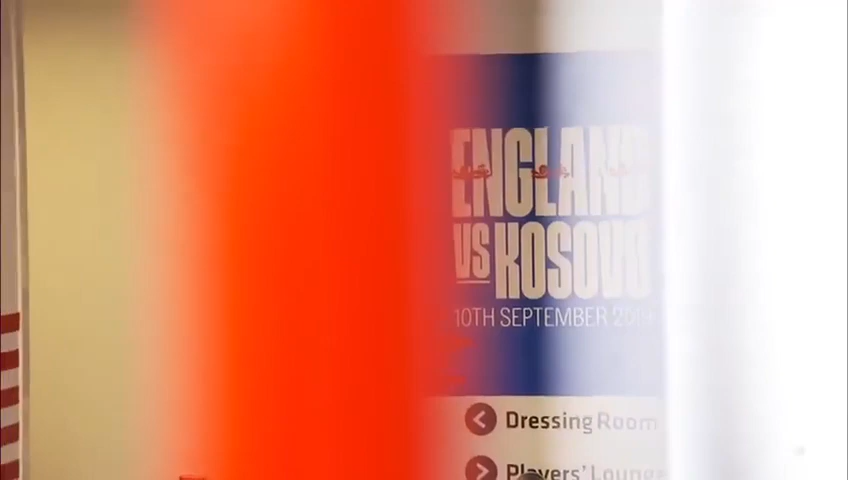 ENGLAND
VS KOSOVO
10TH SEPTEMBER
Dressing Room
Players' Lounge